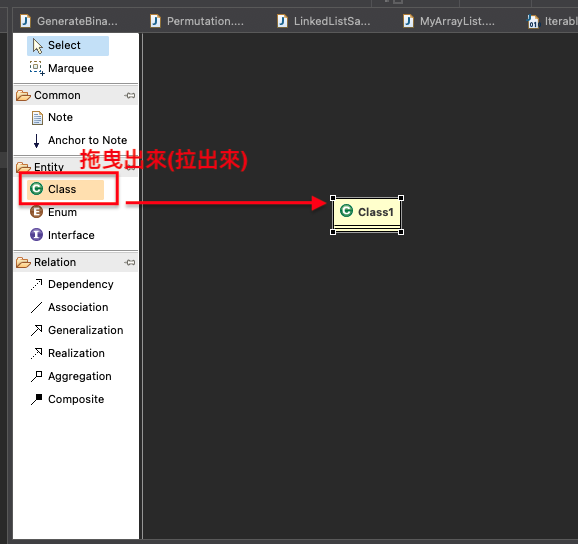 GenerateBina...
Permutation....
LinkedListSa...
MyArrayList....
Iterabl
Select
Marquee
Common
Note
Anchor to Note
拖曳出來(拉出來)
Entity
Class
Enum
Interface
Class1
Relation
Dependency
Association
Generalization
Realization
Aggregation
Composite